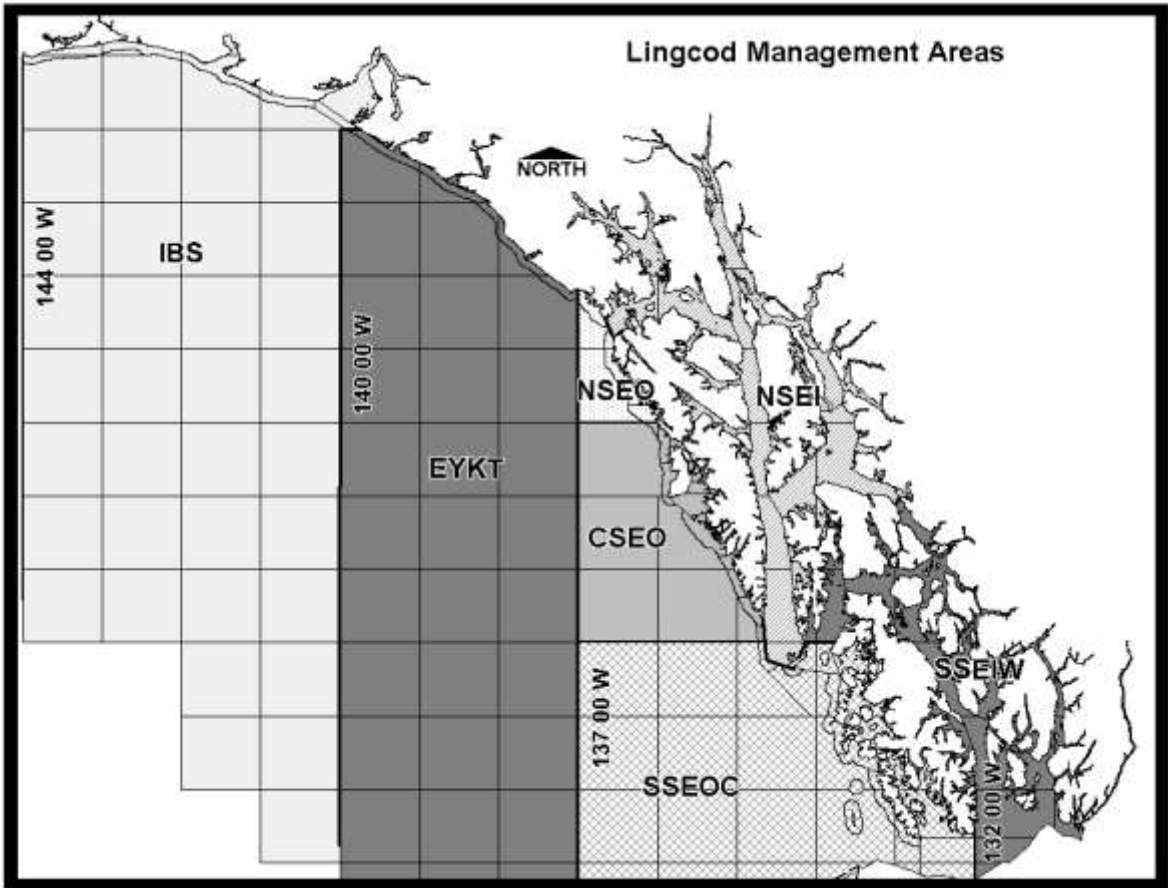 Lingcod Management Areas
NORTH
144 00 W
IBS
140 00 W
NSEO
NSEI
EYKT
CSEO
SSEIW
137 00 W
SSEOC
132 00 W